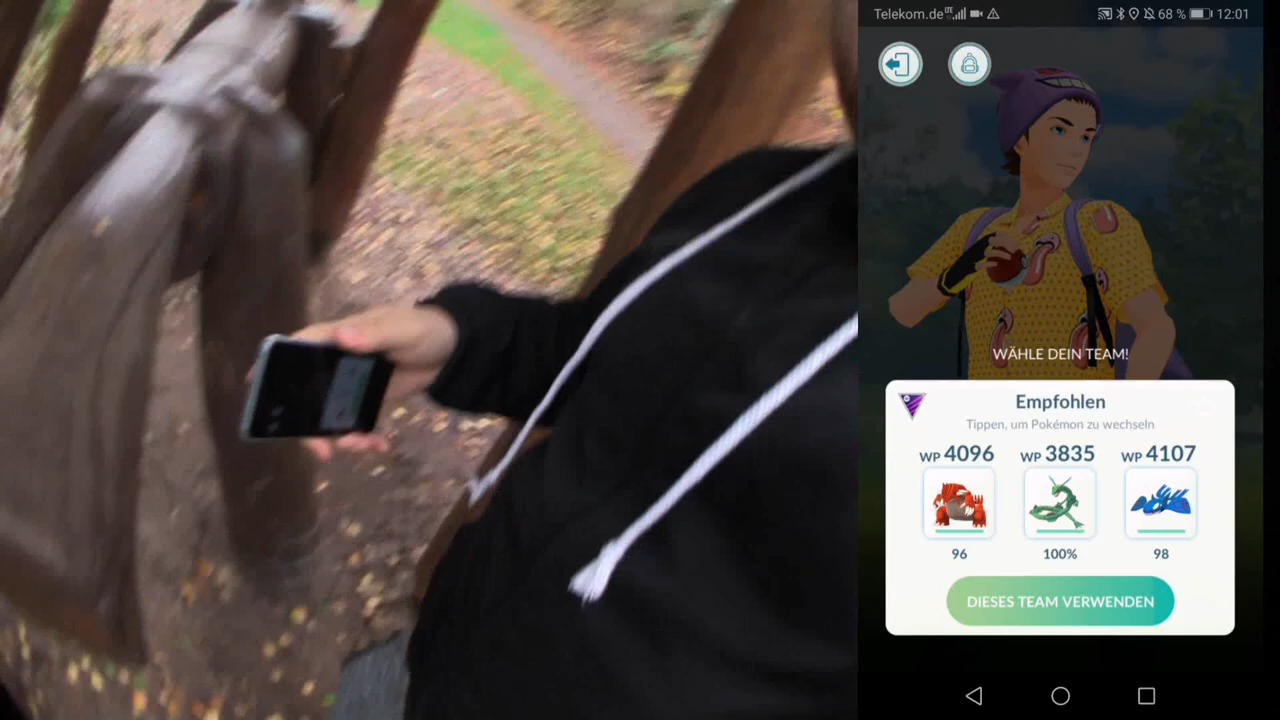 Telekom.de LTE 68 % 12:01
WÄHLE DEIN TEAM!
Empfohlen
Tippen, um Pokémon zu wechseln
WP 4096 WP 3835 WP 4107
96 100% 98
DIESES TEAM VERWENDEN